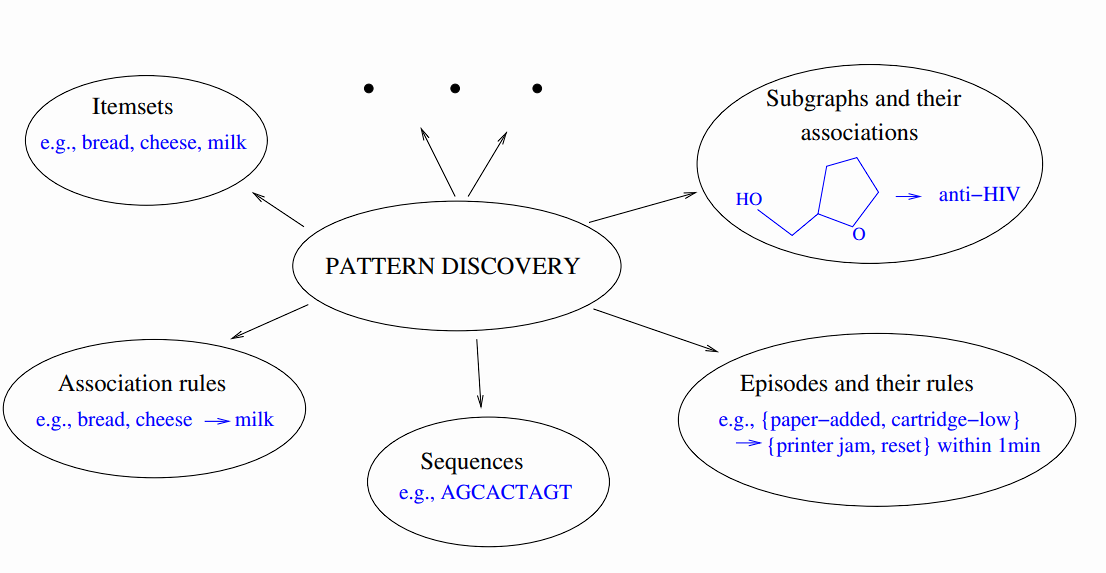 Itemsets
e.g., bread, cheese, milk
Subgraphs and their
associations
HO
O
anti−HIV
PATTERN DISCOVERY
Association rules
e.g., bread, cheese → milk
Sequences
e.g., AGCACTAGT
Episodes and their rules
e.g., {paper−added, cartridge−low}
→ {printer jam, reset} within 1min